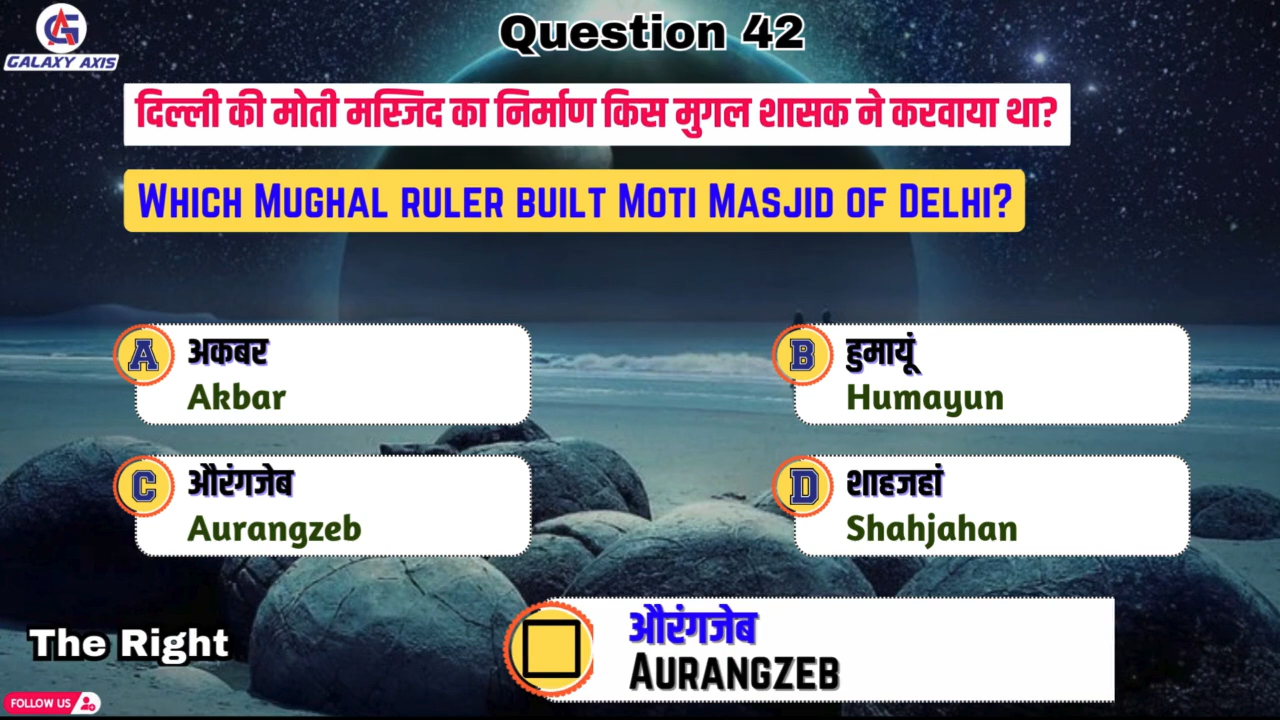 GALAXY AXIS
Question 42
दिल्ली की मोती मस्जिद का निर्माण किस मुगल शासक ने करवाया था?
Which Mughal ruler built Moti Masjid of Delhi?
A
अकबर
Akbar
B
हुमायूं
Humayun
C
औरंगजेब
Aurangzeb
D
शाहजहां
Shahjahan
The Right
औरंगजेब
Aurangzeb
FOLLOW US